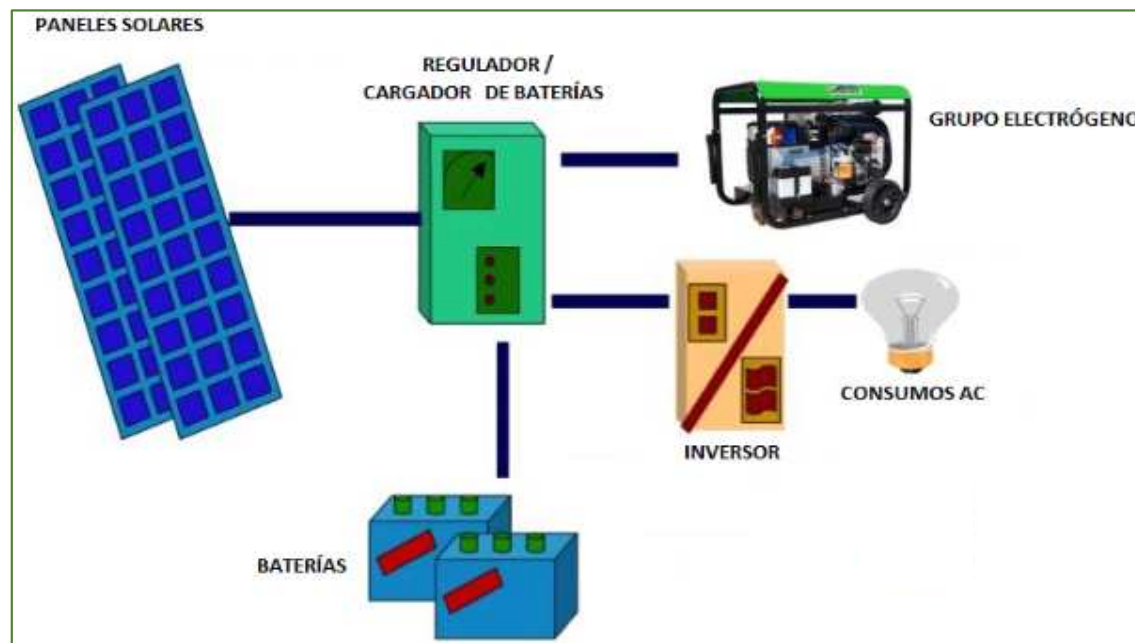 PANELES SOLARES
REGULADOR /
CARGADOR DE BATERÍAS
GRUPO ELECTRÓGENO
CONSUMOS AC
INVERSOR
BATERÍAS